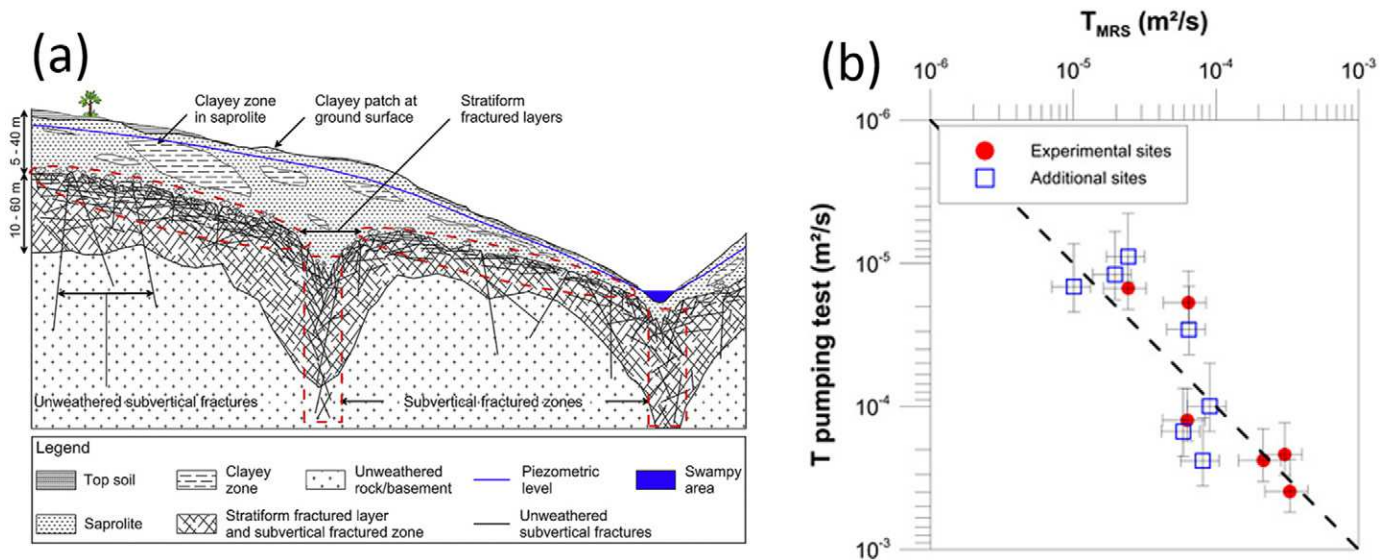 (a)
Clayey zone
in saprolite
Clayey patch at
ground surface
Stratiform
fractured layers
5 - 40 m
10 - 60 m
Unweathered subvertical fractures
Subvertical fractured zones
Legend
Top soil
Clayey
zone
Unweathered
rock/basement
Piezometric
level
Swampy
area
Saprolite
Stratiform fractured layer
and subvertical fractured zone
Unweathered
subvertical fractures
(b)
T_MRS (m²/s)
10⁻⁶ 10⁻⁵ 10⁻⁴ 10⁻³
T pumping test (m²/s)
10⁻⁶
10⁻⁵
10⁻⁴
10⁻³
Experimental sites
Additional sites